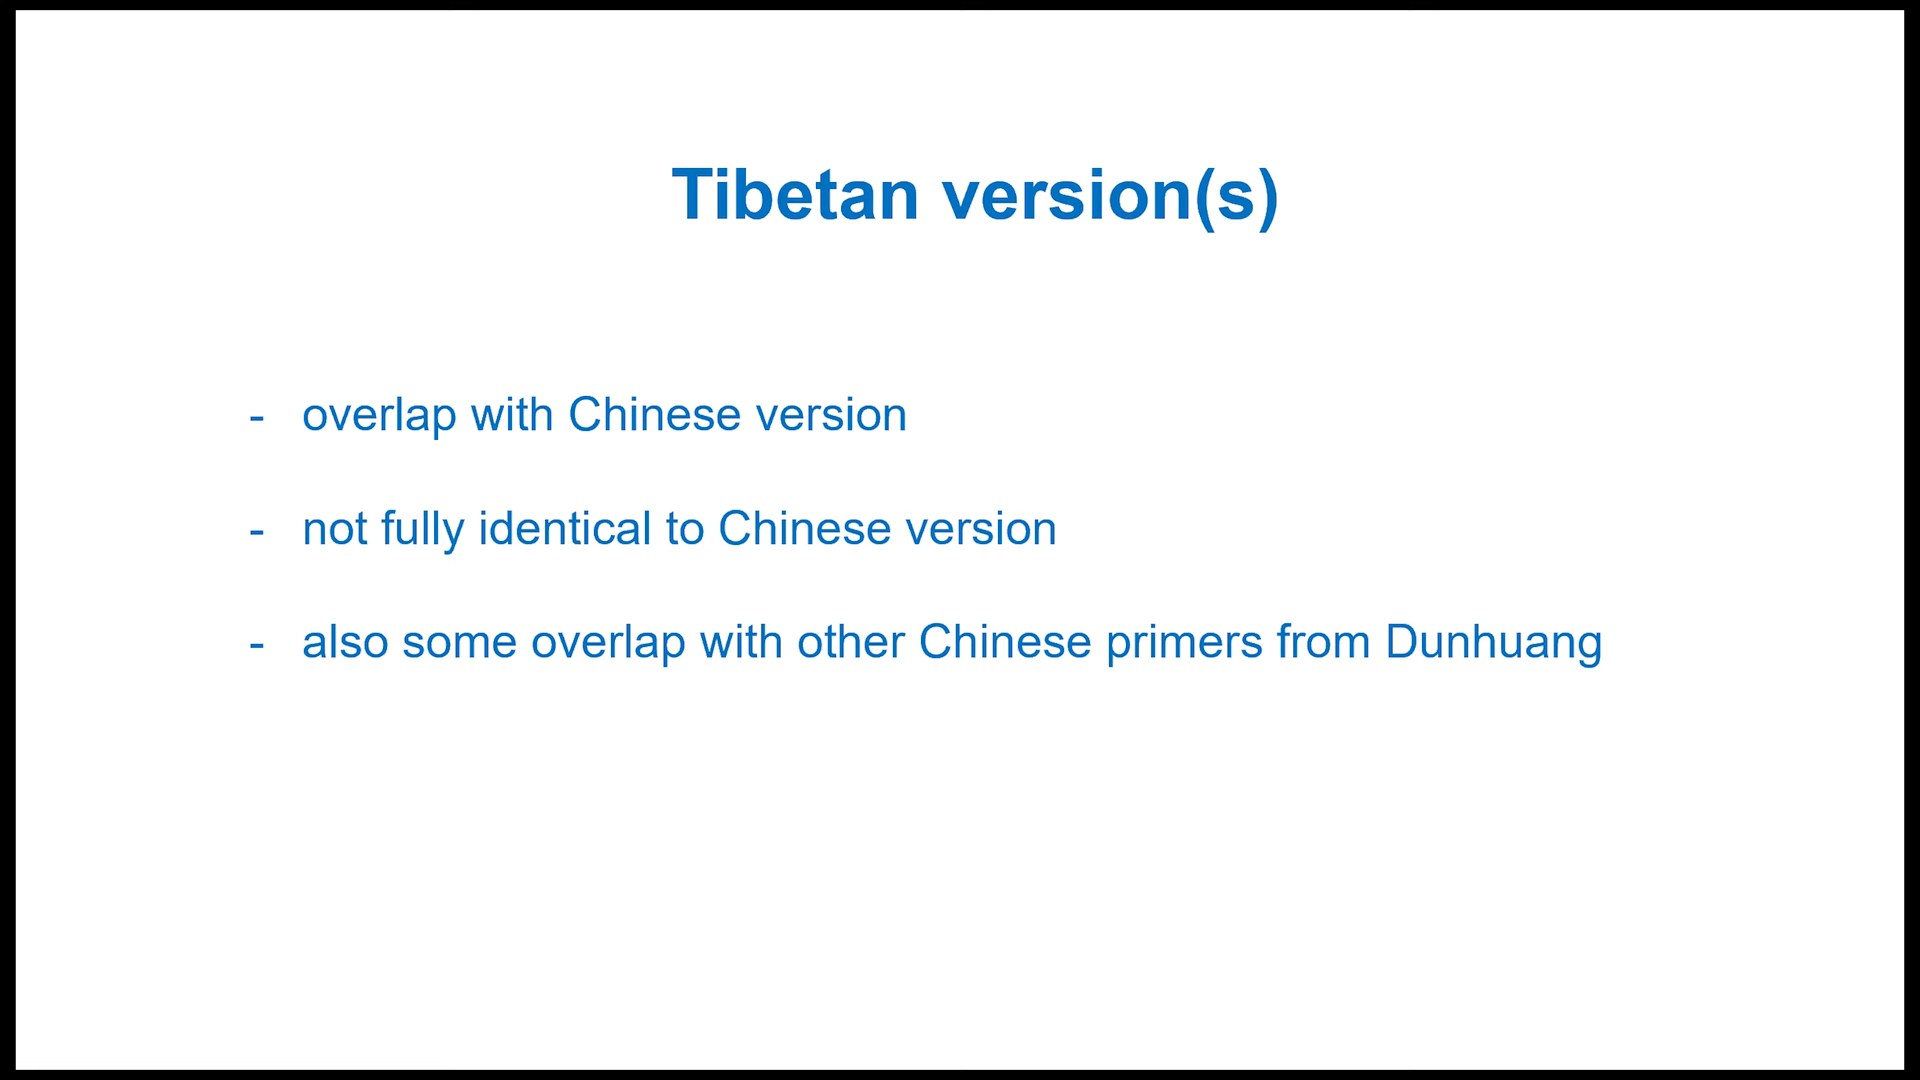 Tibetan version(s)
- overlap with Chinese version
- not fully identical to Chinese version
- also some overlap with other Chinese primers from Dunhuang